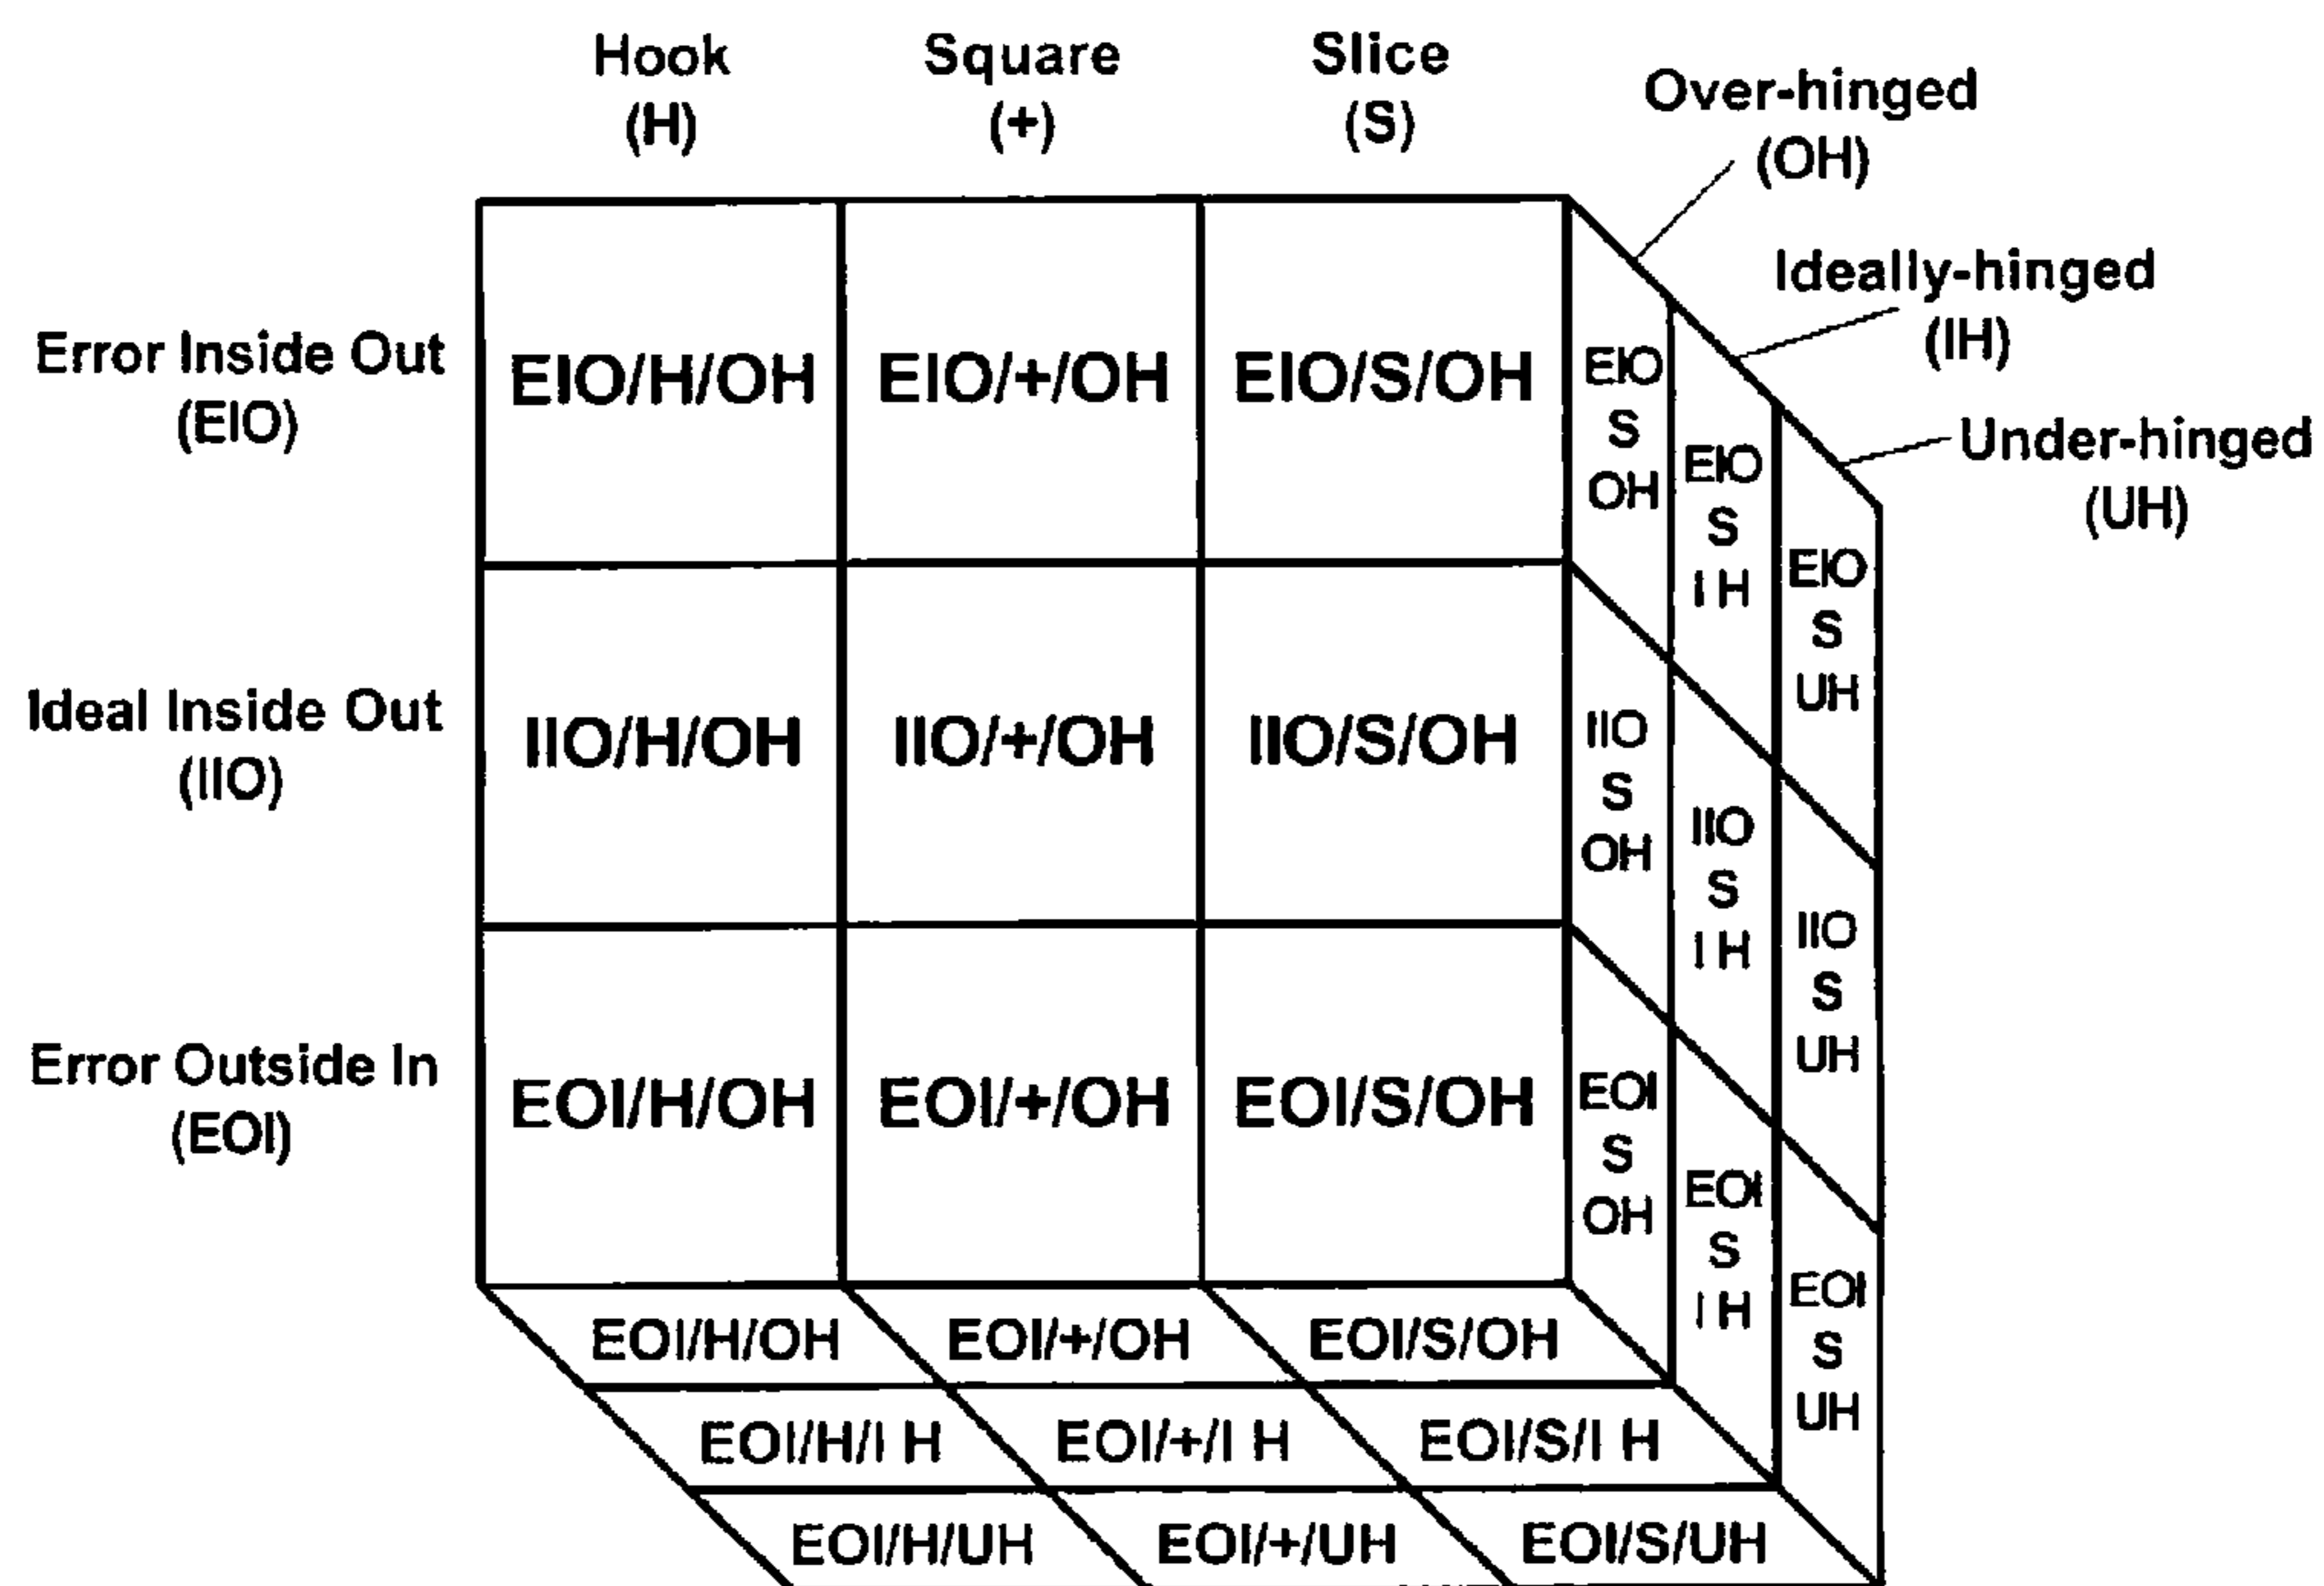 Hook
(H)
Square
(+)
Slice
(S)
Over-hinged
(OH)
Ideally-hinged
(IH)
Under-hinged
(UH)
Error Inside Out
(EIO)
EIO/H/OH
EIO/+/OH
EIO/S/OH
EIO
S
OH
EIO
S
I H
EIO
S
UH
Ideal Inside Out
(IIO)
IIO/H/OH
IIO/+/OH
IIO/S/OH
IIO
S
OH
IIO
S
I H
IIO
S
UH
Error Outside In
(EOI)
EOI/H/OH
EOI/+/OH
EOI/S/OH
EOI
S
OH
EOI
S
I H
EOI
S
UH
EOI/H/OH
EOI/+/OH
EOI/S/OH
EOI/H/I H
EOI/+/I H
EOI/S/I H
EOI/H/UH
EOI/+/UH
EOI/S/UH